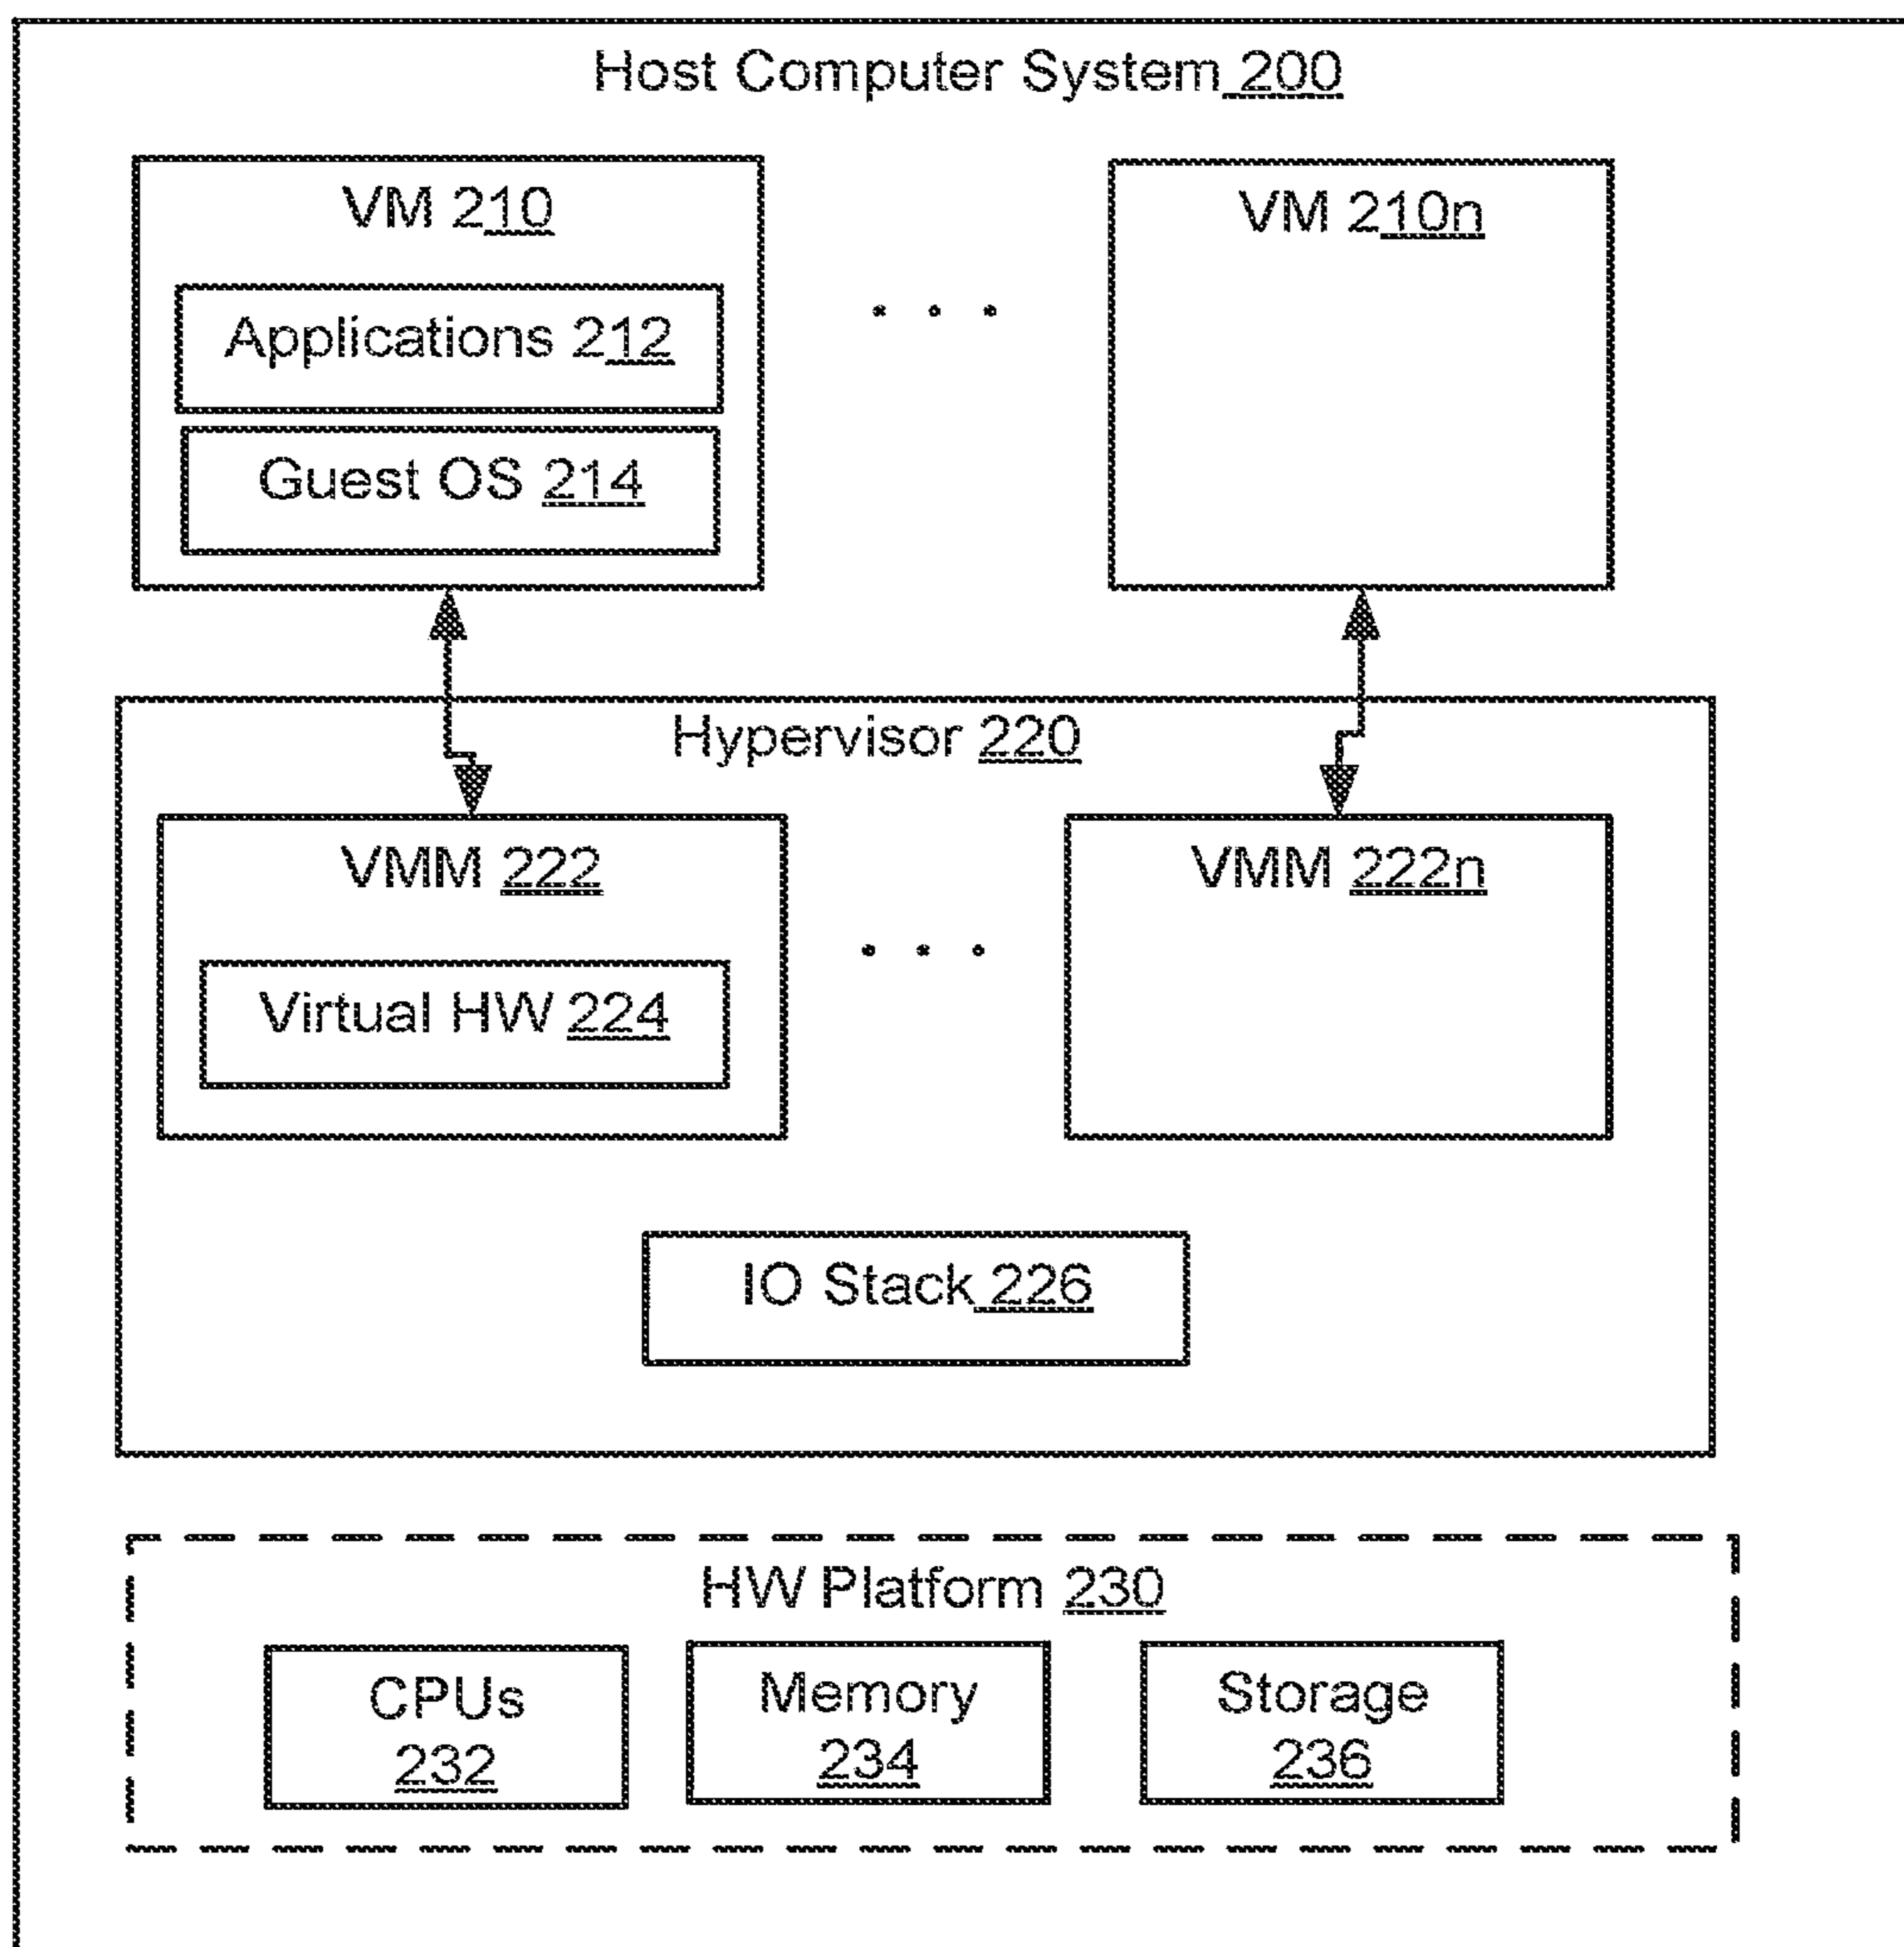 Host Computer System 200
VM 210
VM 210n
Applications 212
. . .
Guest OS 214
Hypervisor 220
VMM 222
VMM 222n
. . .
Virtual HW 224
IO Stack 226
HW Platform 230
CPUs
232
Memory
234
Storage
236